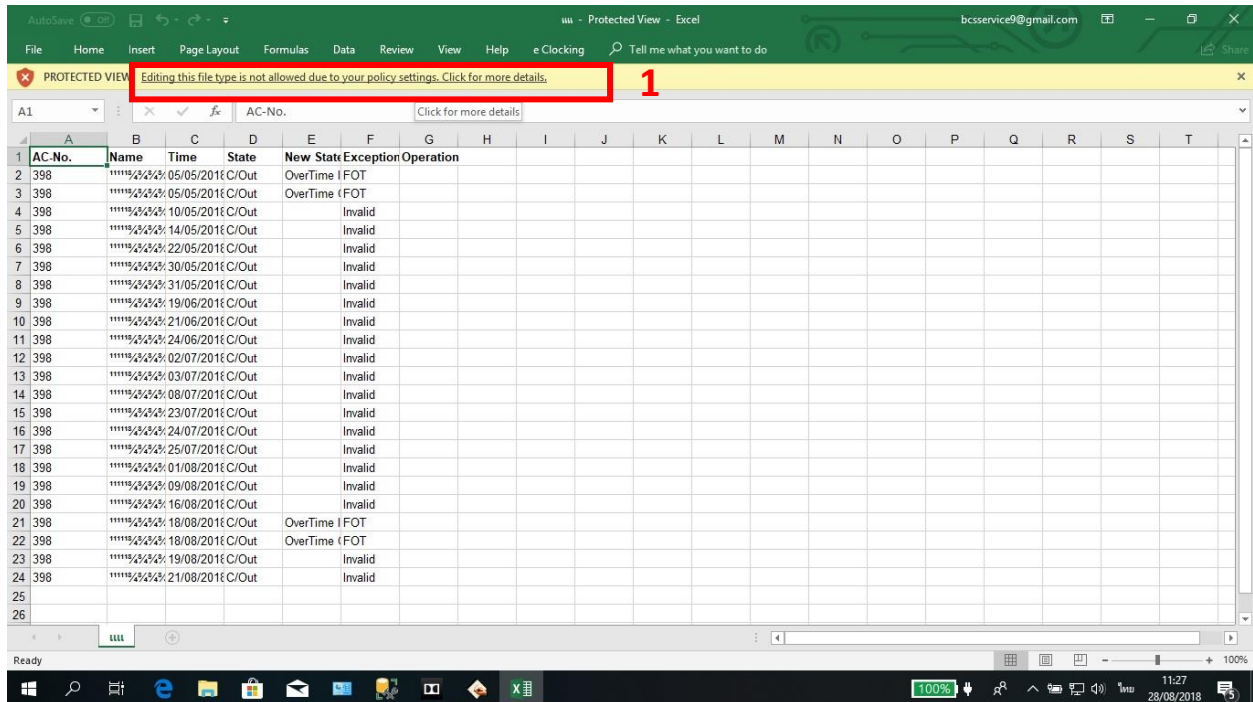 AutoSave Off แบบ - Protected View - Excel bcsservice9@gmail.com
File Home Insert Page Layout Formulas Data Review View Help e Clocking Tell me what you want to do Share
PROTECTED VIEW Editing this file type is not allowed due to your policy settings. Click for more details.
1
A1 fx AC-No. Click for more details
A B C D E F G H I J K L M N O P Q R S T
1 AC-No. Name Time State New State Exception Operation
2 398 05/05/2018 C/Out OverTime I FOT
3 398 05/05/2018 C/Out OverTime ( FOT
4 398 10/05/2018 C/Out Invalid
5 398 14/05/2018 C/Out Invalid
6 398 22/05/2018 C/Out Invalid
7 398 30/05/2018 C/Out Invalid
8 398 31/05/2018 C/Out Invalid
9 398 19/06/2018 C/Out Invalid
10 398 21/06/2018 C/Out Invalid
11 398 24/06/2018 C/Out Invalid
12 398 02/07/2018 C/Out Invalid
13 398 03/07/2018 C/Out Invalid
14 398 08/07/2018 C/Out Invalid
15 398 23/07/2018 C/Out Invalid
16 398 24/07/2018 C/Out Invalid
17 398 25/07/2018 C/Out Invalid
18 398 01/08/2018 C/Out Invalid
19 398 09/08/2018 C/Out Invalid
20 398 16/08/2018 C/Out Invalid
21 398 18/08/2018 C/Out OverTime I FOT
22 398 18/08/2018 C/Out OverTime ( FOT
23 398 19/08/2018 C/Out Invalid
24 398 21/08/2018 C/Out Invalid
25
26
Ready 100%
100% ไทย 11:27
28/08/2018 5